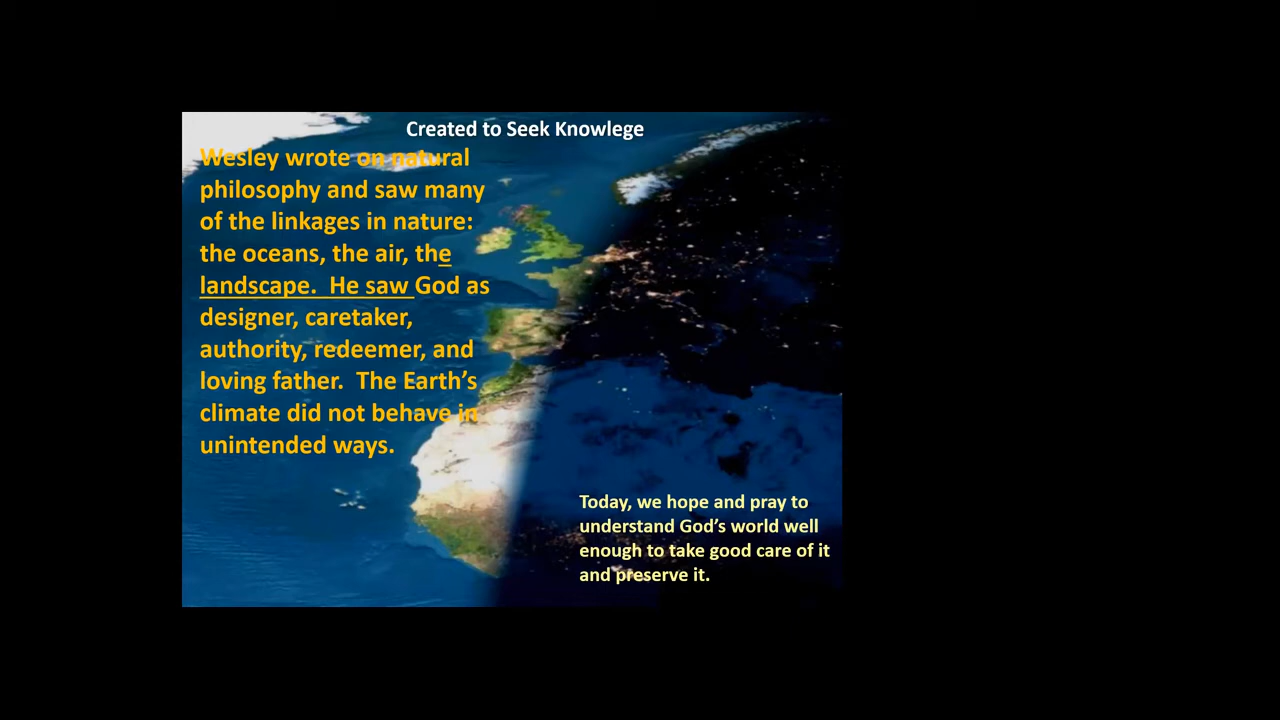 Created to Seek Knowlege
Wesley wrote on natural
philosophy and saw many
of the linkages in nature:
the oceans, the air, the
landscape.  He saw God as
designer, caretaker,
authority, redeemer, and
loving father.  The Earth’s
climate did not behave in
unintended ways.
Today, we hope and pray to
understand God’s world well
enough to take good care of it
and preserve it.